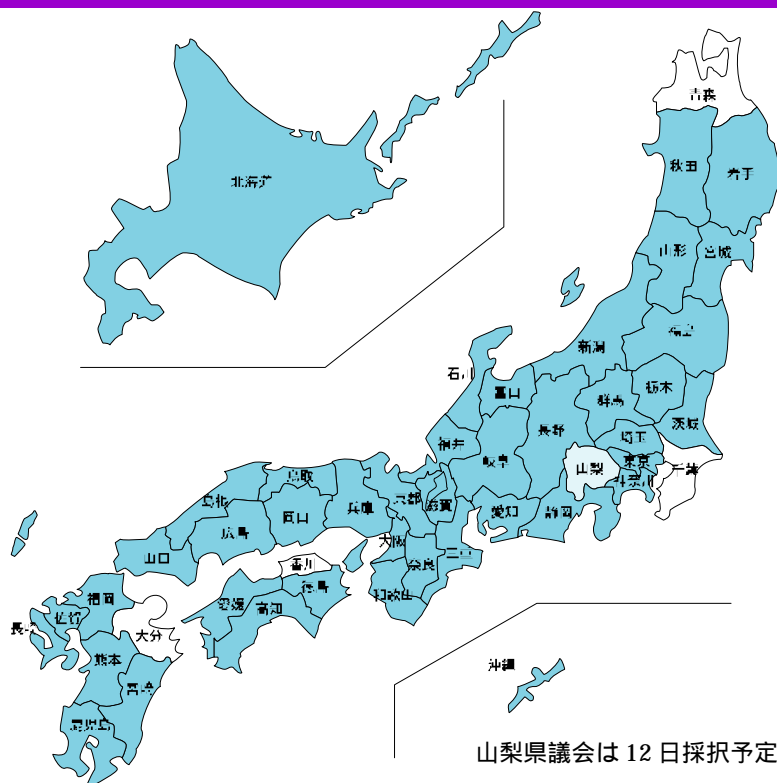 青森
北海道
秋田
岩手
山形
宮城
福島
新潟
石川
富山
栃木
群馬
茨城
福井
長野
埼玉
岐阜
山梨
東京
千葉
神奈川
鳥取
島根
兵庫
京都
滋賀
岡山
愛知
静岡
広島
大阪
三重
山口
香川
奈良
徳島
和歌山
福岡
愛媛
高知
佐賀
長崎
大分
熊本
沖縄
宮崎
鹿児島
山梨県議会は 12 日採択予定